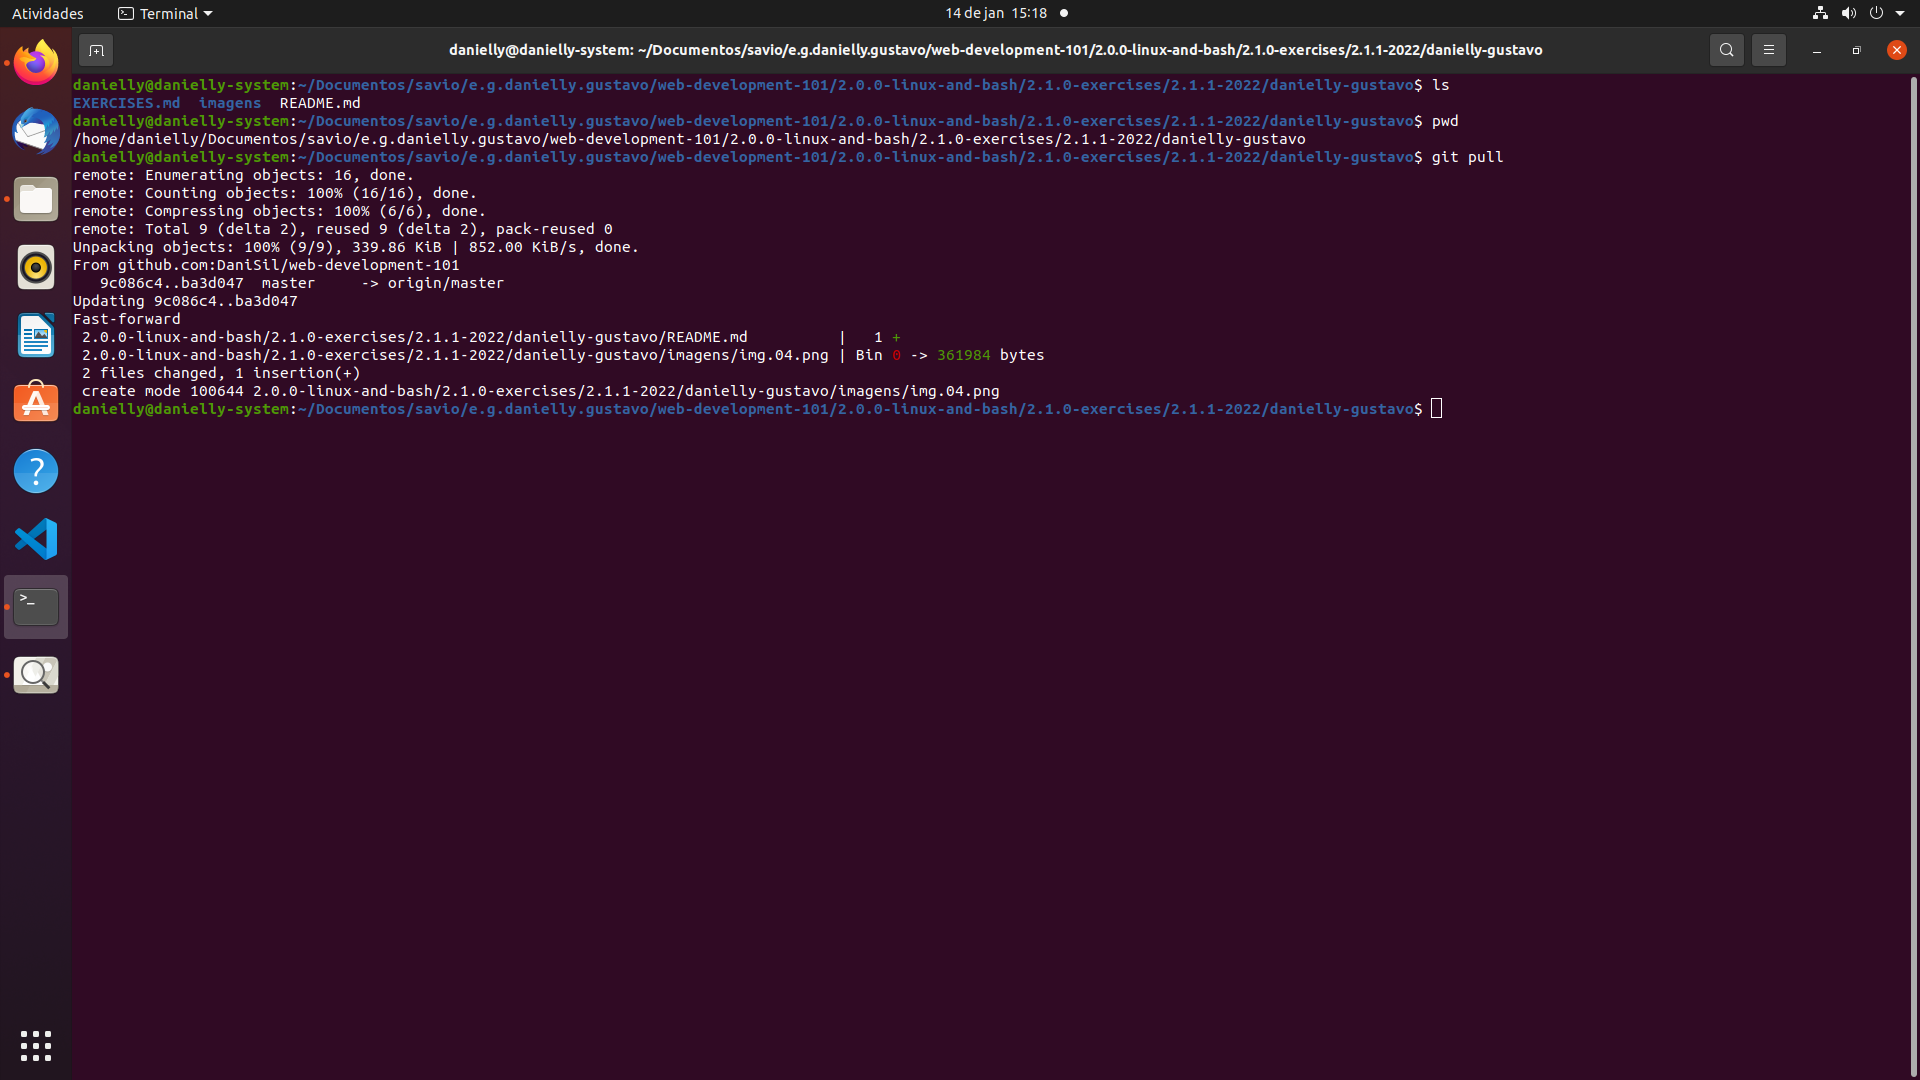 Atividades Terminal 14 de jan 15:18
danielly@danielly-system: ~/Documentos/savio/e.g.danielly.gustavo/web-development-101/2.0.0-linux-and-bash/2.1.0-exercises/2.1.1-2022/danielly-gustavo
danielly@danielly-system:~/Documentos/savio/e.g.danielly.gustavo/web-development-101/2.0.0-linux-and-bash/2.1.0-exercises/2.1.1-2022/danielly-gustavo$ ls
EXERCISES.md  imagens  README.md
danielly@danielly-system:~/Documentos/savio/e.g.danielly.gustavo/web-development-101/2.0.0-linux-and-bash/2.1.0-exercises/2.1.1-2022/danielly-gustavo$ pwd
/home/danielly/Documentos/savio/e.g.danielly.gustavo/web-development-101/2.0.0-linux-and-bash/2.1.0-exercises/2.1.1-2022/danielly-gustavo
danielly@danielly-system:~/Documentos/savio/e.g.danielly.gustavo/web-development-101/2.0.0-linux-and-bash/2.1.0-exercises/2.1.1-2022/danielly-gustavo$ git pull
remote: Enumerating objects: 16, done.
remote: Counting objects: 100% (16/16), done.
remote: Compressing objects: 100% (6/6), done.
remote: Total 9 (delta 2), reused 9 (delta 2), pack-reused 0
Unpacking objects: 100% (9/9), 339.86 KiB | 852.00 KiB/s, done.
From github.com:DaniSil/web-development-101
   9c086c4..ba3d047  master     -> origin/master
Updating 9c086c4..ba3d047
Fast-forward
 2.0.0-linux-and-bash/2.1.0-exercises/2.1.1-2022/danielly-gustavo/README.md          |   1 +
 2.0.0-linux-and-bash/2.1.0-exercises/2.1.1-2022/danielly-gustavo/imagens/img.04.png | Bin 0 -> 361984 bytes
 2 files changed, 1 insertion(+)
 create mode 100644 2.0.0-linux-and-bash/2.1.0-exercises/2.1.1-2022/danielly-gustavo/imagens/img.04.png
danielly@danielly-system:~/Documentos/savio/e.g.danielly.gustavo/web-development-101/2.0.0-linux-and-bash/2.1.0-exercises/2.1.1-2022/danielly-gustavo$